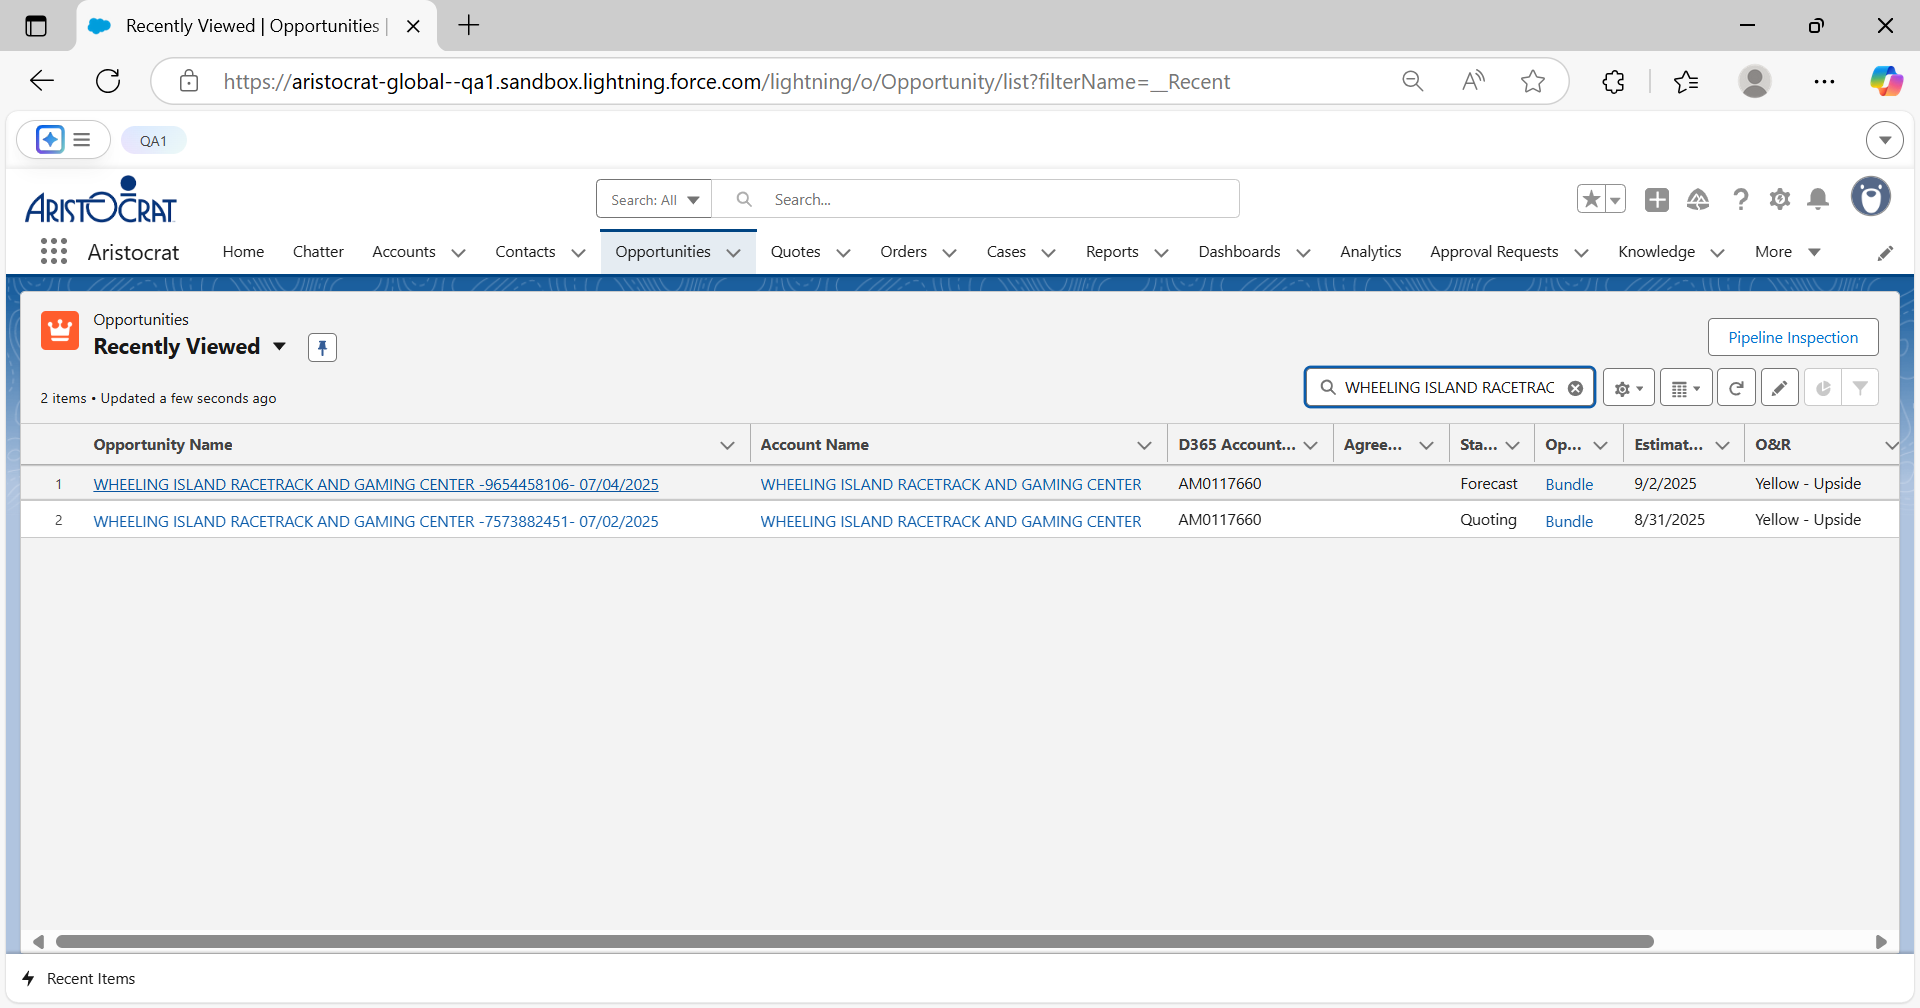 Recently Viewed | Opportunities |
https://aristocrat-global--qa1.sandbox.lightning.force.com/lightning/o/Opportunity/list?filterName=__Recent
QA1
ARISTOCRAT
Search: All
Search...
Aristocrat
Home
Chatter
Accounts
Contacts
Opportunities
Quotes
Orders
Cases
Reports
Dashboards
Analytics
Approval Requests
Knowledge
More
Opportunities
Recently Viewed
Pipeline Inspection
2 items • Updated a few seconds ago
WHEELING ISLAND RACETRAC
Opportunity Name
Account Name
D365 Account...
Agree...
Sta...
Op...
Estimat...
O&R
1 WHEELING ISLAND RACETRACK AND GAMING CENTER -9654458106- 07/04/2025 WHEELING ISLAND RACETRACK AND GAMING CENTER AM0117660 Forecast Bundle 9/2/2025 Yellow - Upside
2 WHEELING ISLAND RACETRACK AND GAMING CENTER -7573882451- 07/02/2025 WHEELING ISLAND RACETRACK AND GAMING CENTER AM0117660 Quoting Bundle 8/31/2025 Yellow - Upside
Recent Items